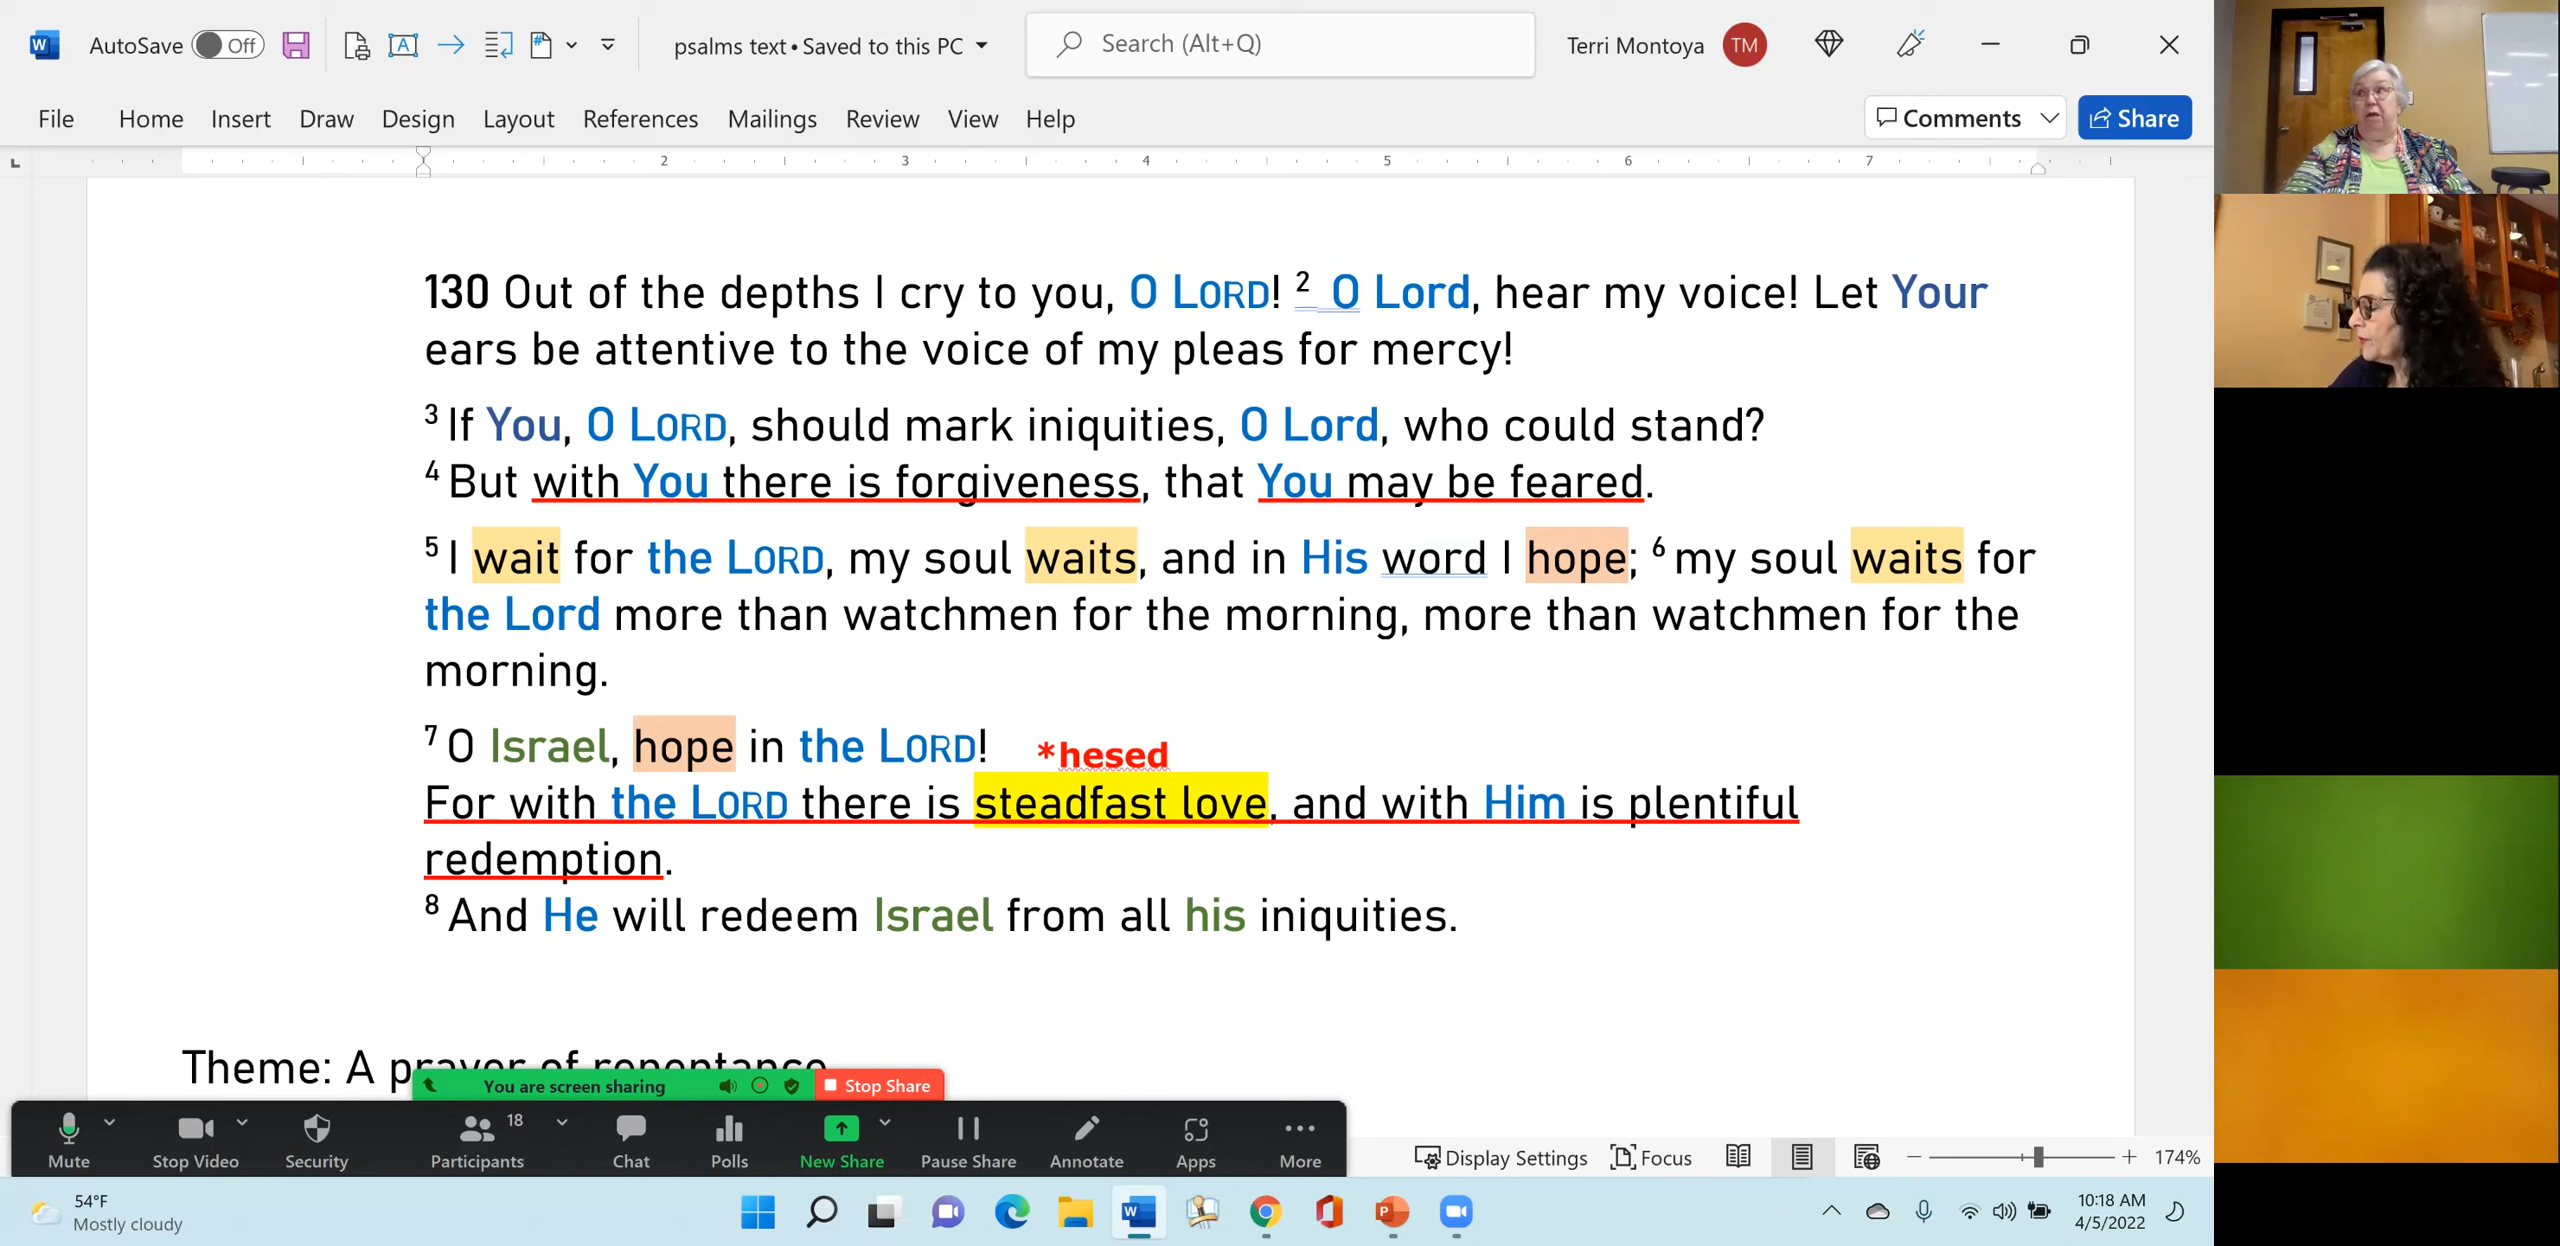 AutoSave Off psalms text • Saved to this PC Search (Alt+Q) Terri Montoya TM
File Home Insert Draw Design Layout References Mailings Review View Help Comments Share
2 3 4 5 6 7
130 Out of the depths I cry to you, O LORD! 2 O Lord, hear my voice! Let Your
ears be attentive to the voice of my pleas for mercy!
3 If You, O LORD, should mark iniquities, O Lord, who could stand?
4 But with You there is forgiveness, that You may be feared.
5 I wait for the LORD, my soul waits, and in His word I hope; 6 my soul waits for
the Lord more than watchmen for the morning, more than watchmen for the
morning.
7 O Israel, hope in the LORD! *hesed
For with the LORD there is steadfast love, and with Him is plentiful
redemption.
8 And He will redeem Israel from all his iniquities.
Theme: A prayer of repentance
You are screen sharing Stop Share
18
Mute Stop Video Security Participants Chat Polls New Share Pause Share Annotate Apps More
Display Settings Focus 174%
54°F
Mostly cloudy
10:18 AM
4/5/2022